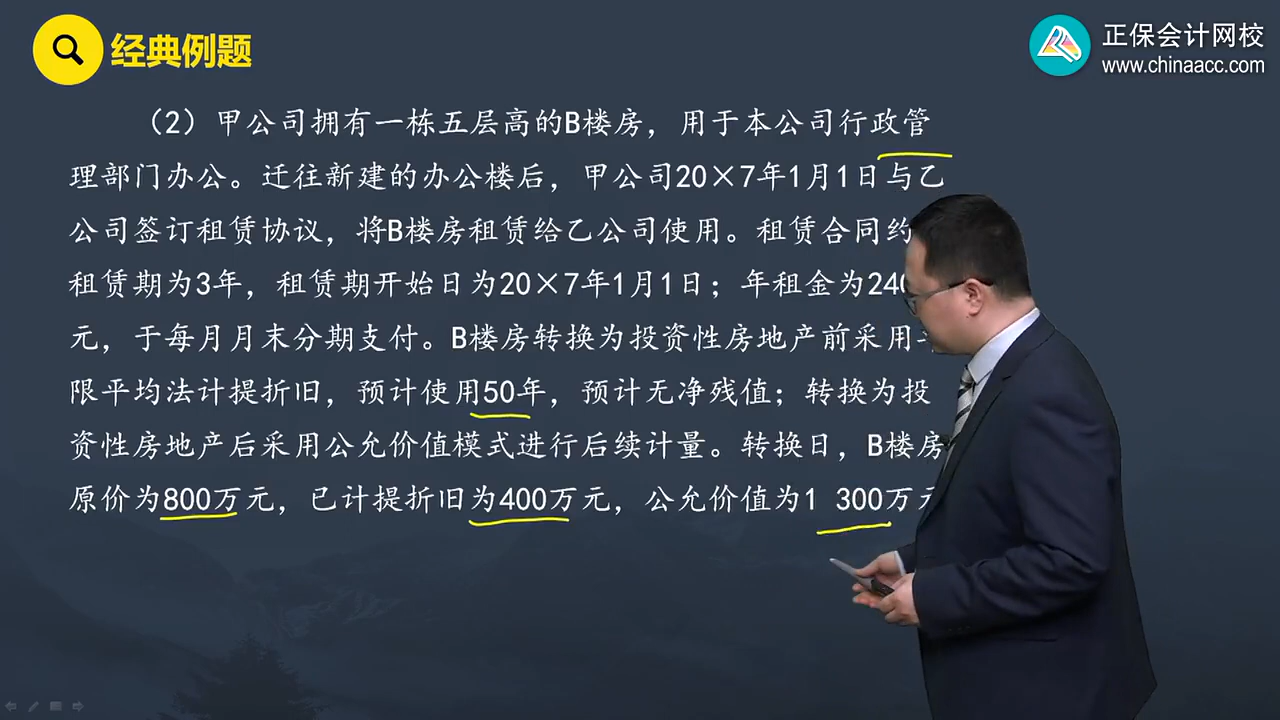 经典例题
正保会计网校
www.chinaacc.com
（2）甲公司拥有一栋五层高的B楼房，用于本公司行政管
理部门办公。迁往新建的办公楼后，甲公司20×7年1月1日与乙
公司签订租赁协议，将B楼房租赁给乙公司使用。租赁合同约
租赁期为3年，租赁期开始日为20×7年1月1日；年租金为240
元，于每月月末分期支付。B楼房转换为投资性房地产前采用
限平均法计提折旧，预计使用50年，预计无净残值；转换为投
资性房地产后采用公允价值模式进行后续计量。转换日，B楼房
原价为800万元，已计提折旧为400万元，公允价值为1 300万元